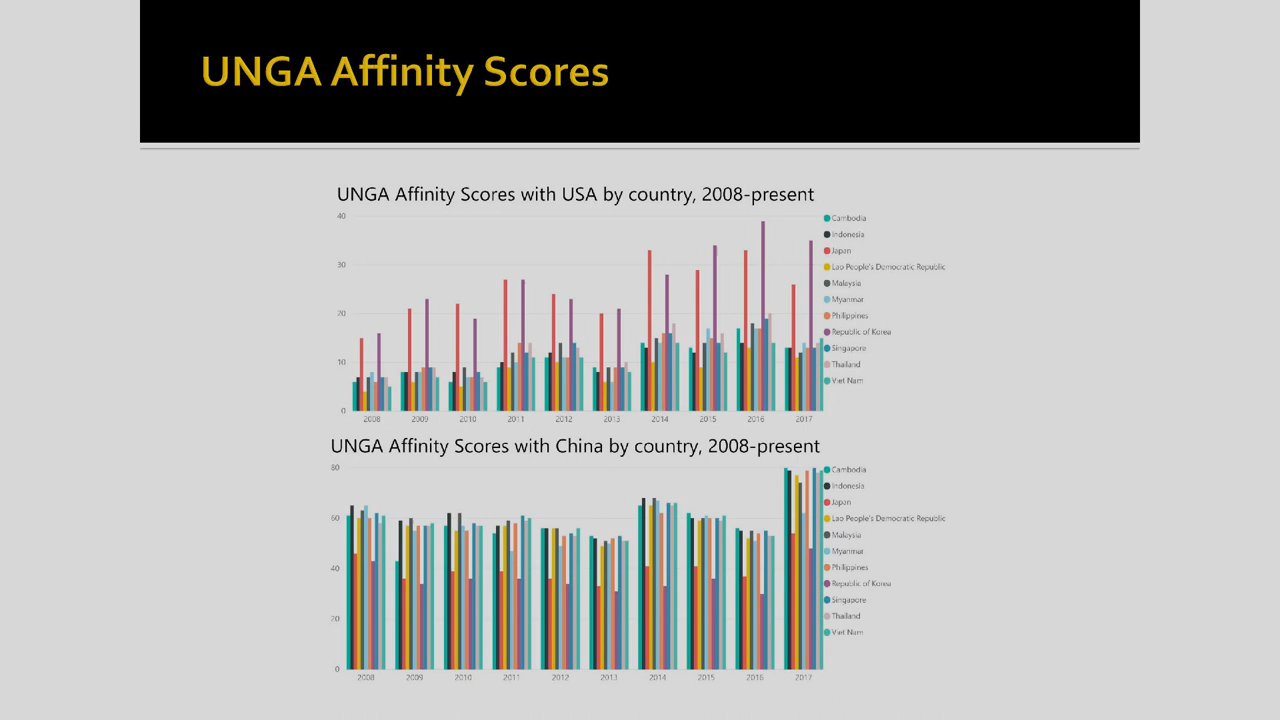 UNGA Affinity Scores
UNGA Affinity Scores with USA by country, 2008-present
40
30
20
10
0
2008 2009 2010 2011 2012 2013 2014 2015 2016 2017
Cambodia
Indonesia
Japan
Lao People's Democratic Republic
Malaysia
Myanmar
Philippines
Republic of Korea
Singapore
Thailand
Viet Nam
UNGA Affinity Scores with China by country, 2008-present
80
60
40
20
0
2008 2009 2010 2011 2012 2013 2014 2015 2016 2017
Cambodia
Indonesia
Japan
Lao People's Democratic Republic
Malaysia
Myanmar
Philippines
Republic of Korea
Singapore
Thailand
Viet Nam